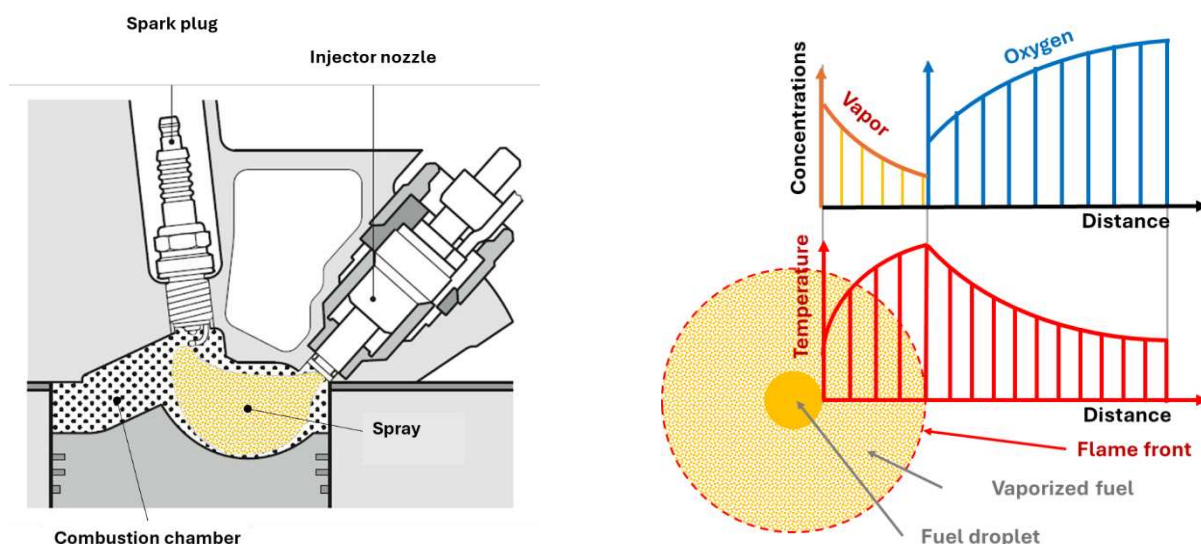 Spark plug
Injector nozzle
Spray
Combustion chamber
Concentrations
Vapor
Oxygen
Distance
Temperature
Distance
Flame front
Vaporized fuel
Fuel droplet